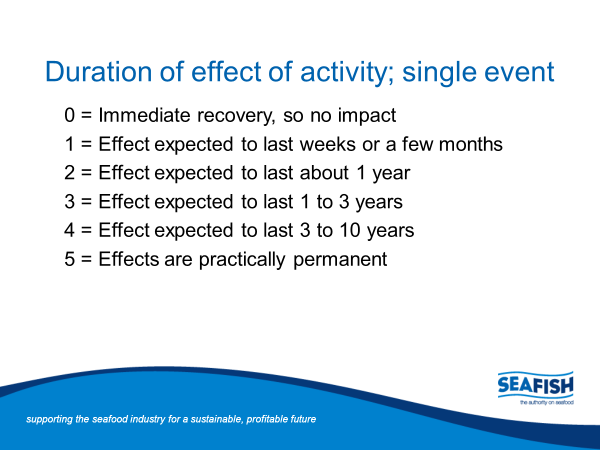 Duration of effect of activity; single event
0 = Immediate recovery, so no impact
1 = Effect expected to last weeks or a few months
2 = Effect expected to last about 1 year
3 = Effect expected to last 1 to 3 years
4 = Effect expected to last 3 to 10 years
5 = Effects are practically permanent
SEAFISH
the authority on seafood
supporting the seafood industry for a sustainable, profitable future